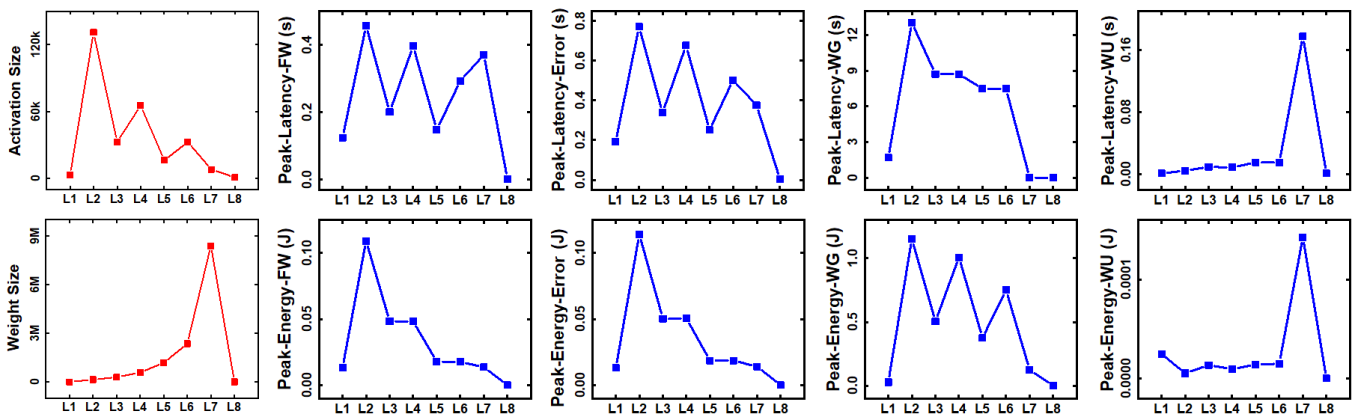 Activation Size
120k
60k
0
L1 L2 L3 L4 L5 L6 L7 L8
Peak-Latency-FW (s)
0.4
0.2
0.0
L1 L2 L3 L4 L5 L6 L7 L8
Peak-Latency-Error (s)
0.8
0.6
0.4
0.2
0.0
L1 L2 L3 L4 L5 L6 L7 L8
Peak-Latency-WG (s)
12
9
6
3
0
L1 L2 L3 L4 L5 L6 L7 L8
Peak-Latency-WU (s)
0.16
0.08
0.00
L1 L2 L3 L4 L5 L6 L7 L8
Weight Size
9M
6M
3M
0
L1 L2 L3 L4 L5 L6 L7 L8
Peak-Energy-FW (J)
0.10
0.05
0.00
L1 L2 L3 L4 L5 L6 L7 L8
Peak-Energy-Error (J)
0.10
0.05
0.00
L1 L2 L3 L4 L5 L6 L7 L8
Peak-Energy-WG (J)
1.0
0.5
0.0
L1 L2 L3 L4 L5 L6 L7 L8
Peak-Energy-WU (J)
0.0001
0.0000
L1 L2 L3 L4 L5 L6 L7 L8